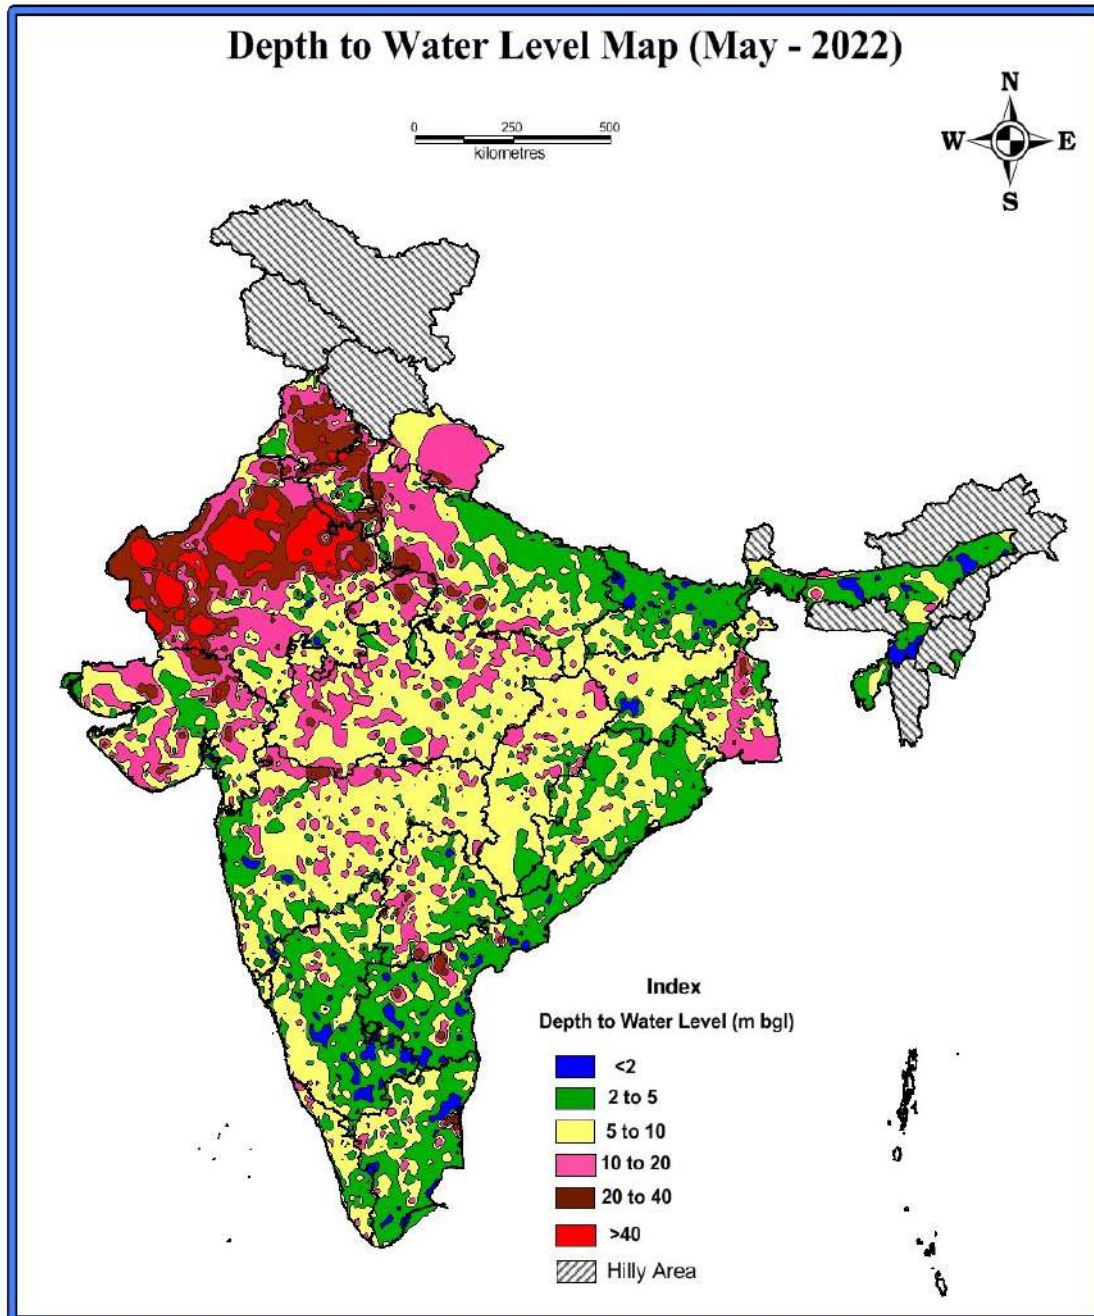 Depth to Water Level Map (May - 2022)
0 250 500
kilometres
N
W E
S
Index
Depth to Water Level (m bgl)
<2
2 to 5
5 to 10
10 to 20
20 to 40
>40
Hilly Area